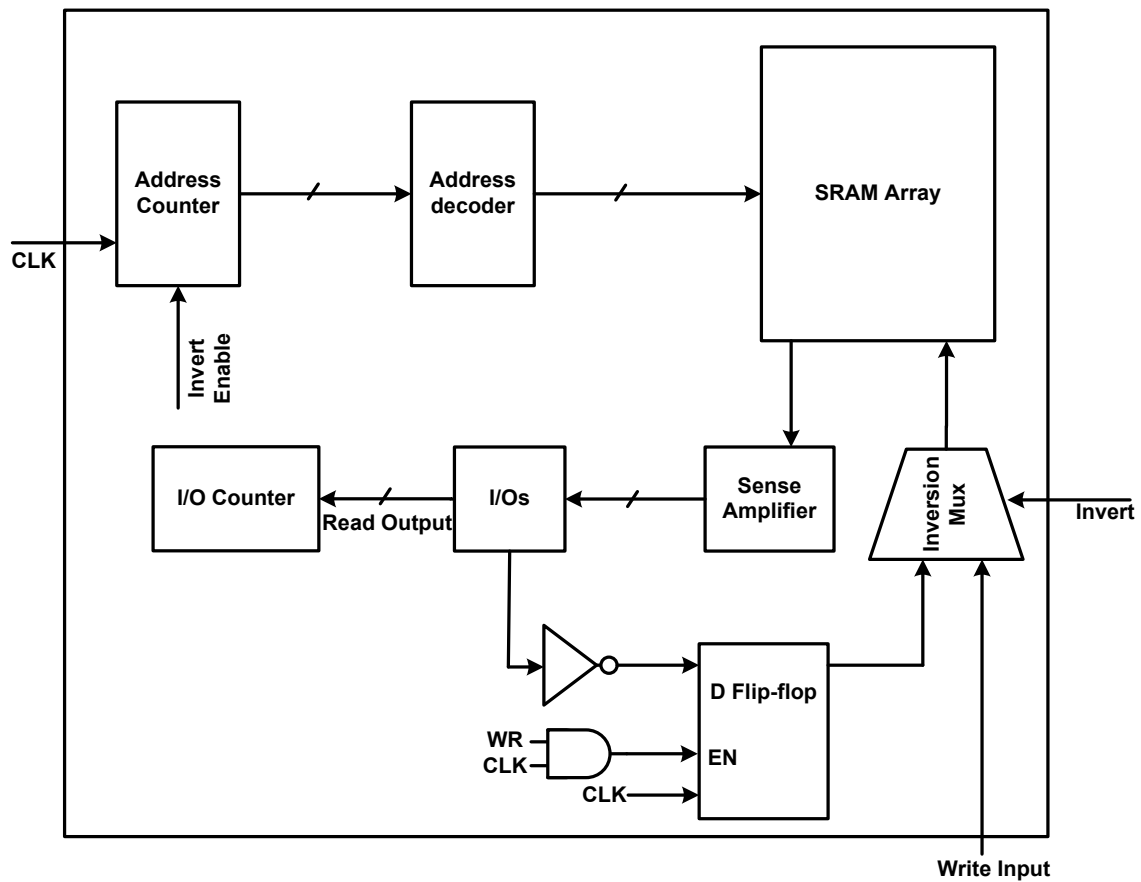 Address
Counter
Address
decoder
SRAM Array
CLK
Invert
Enable
I/O Counter
Read Output
I/Os
Sense
Amplifier
Inversion
Mux
Invert
D Flip-flop
WR
CLK
EN
CLK
Write Input